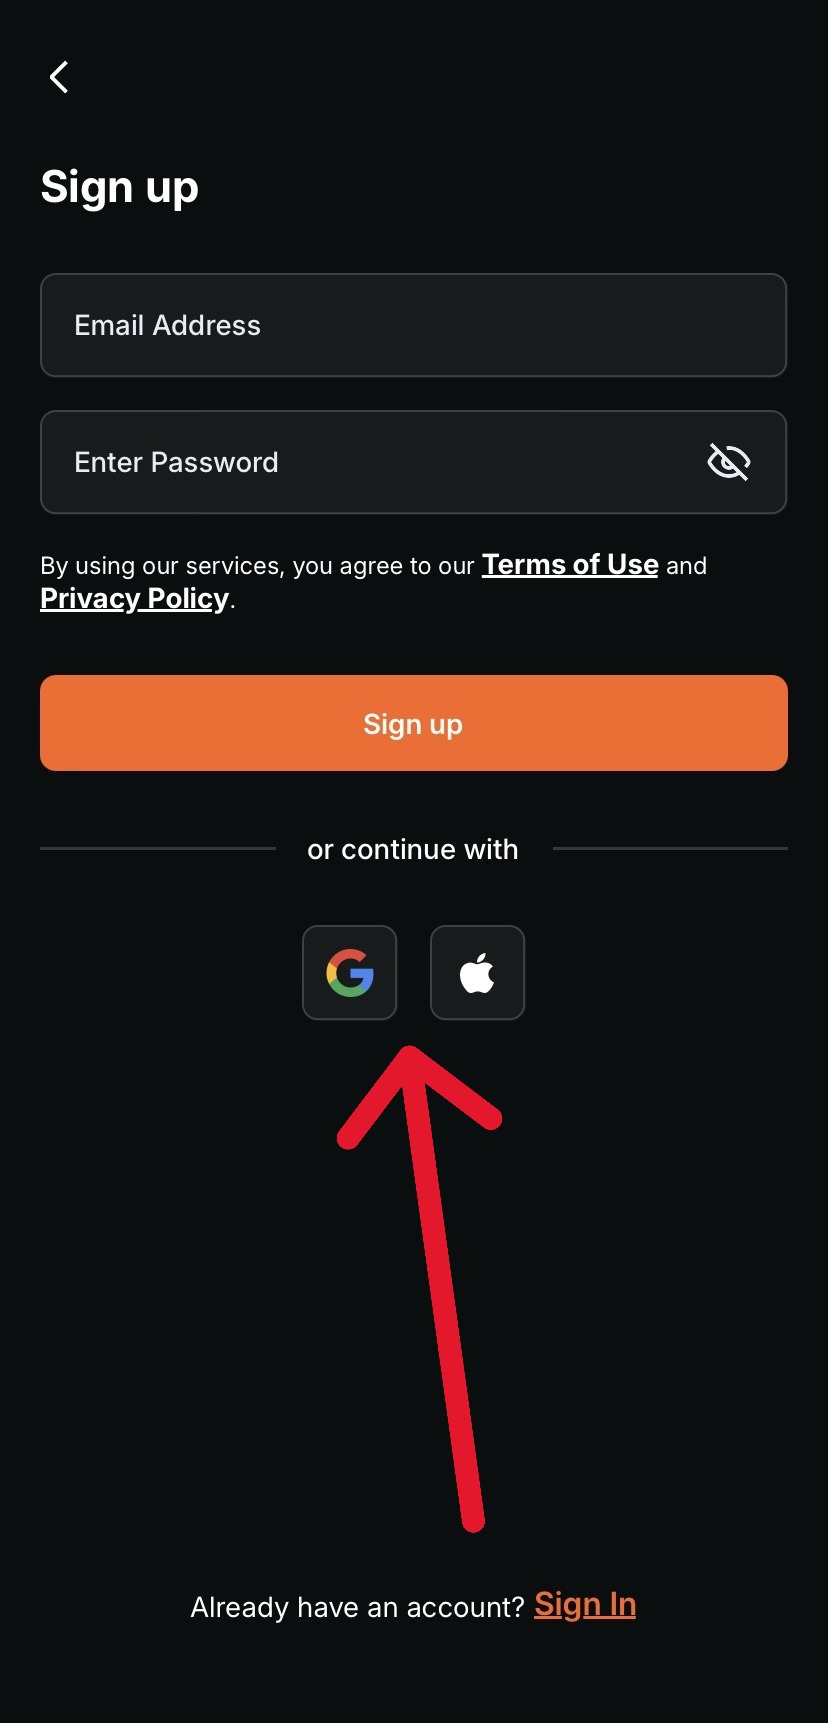 Sign up
Email Address
Enter Password
By using our services, you agree to our Terms of Use and
Privacy Policy.
Sign up
or continue with
Already have an account? Sign In